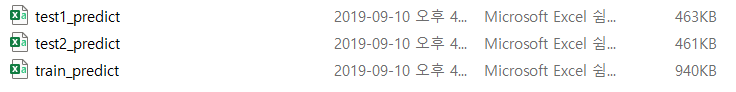 test1_predict 2019-09-10 오후 4... Microsoft Excel 쉼... 463KB
test2_predict 2019-09-10 오후 4... Microsoft Excel 쉼... 461KB
train_predict 2019-09-10 오후 4... Microsoft Excel 쉼... 940KB